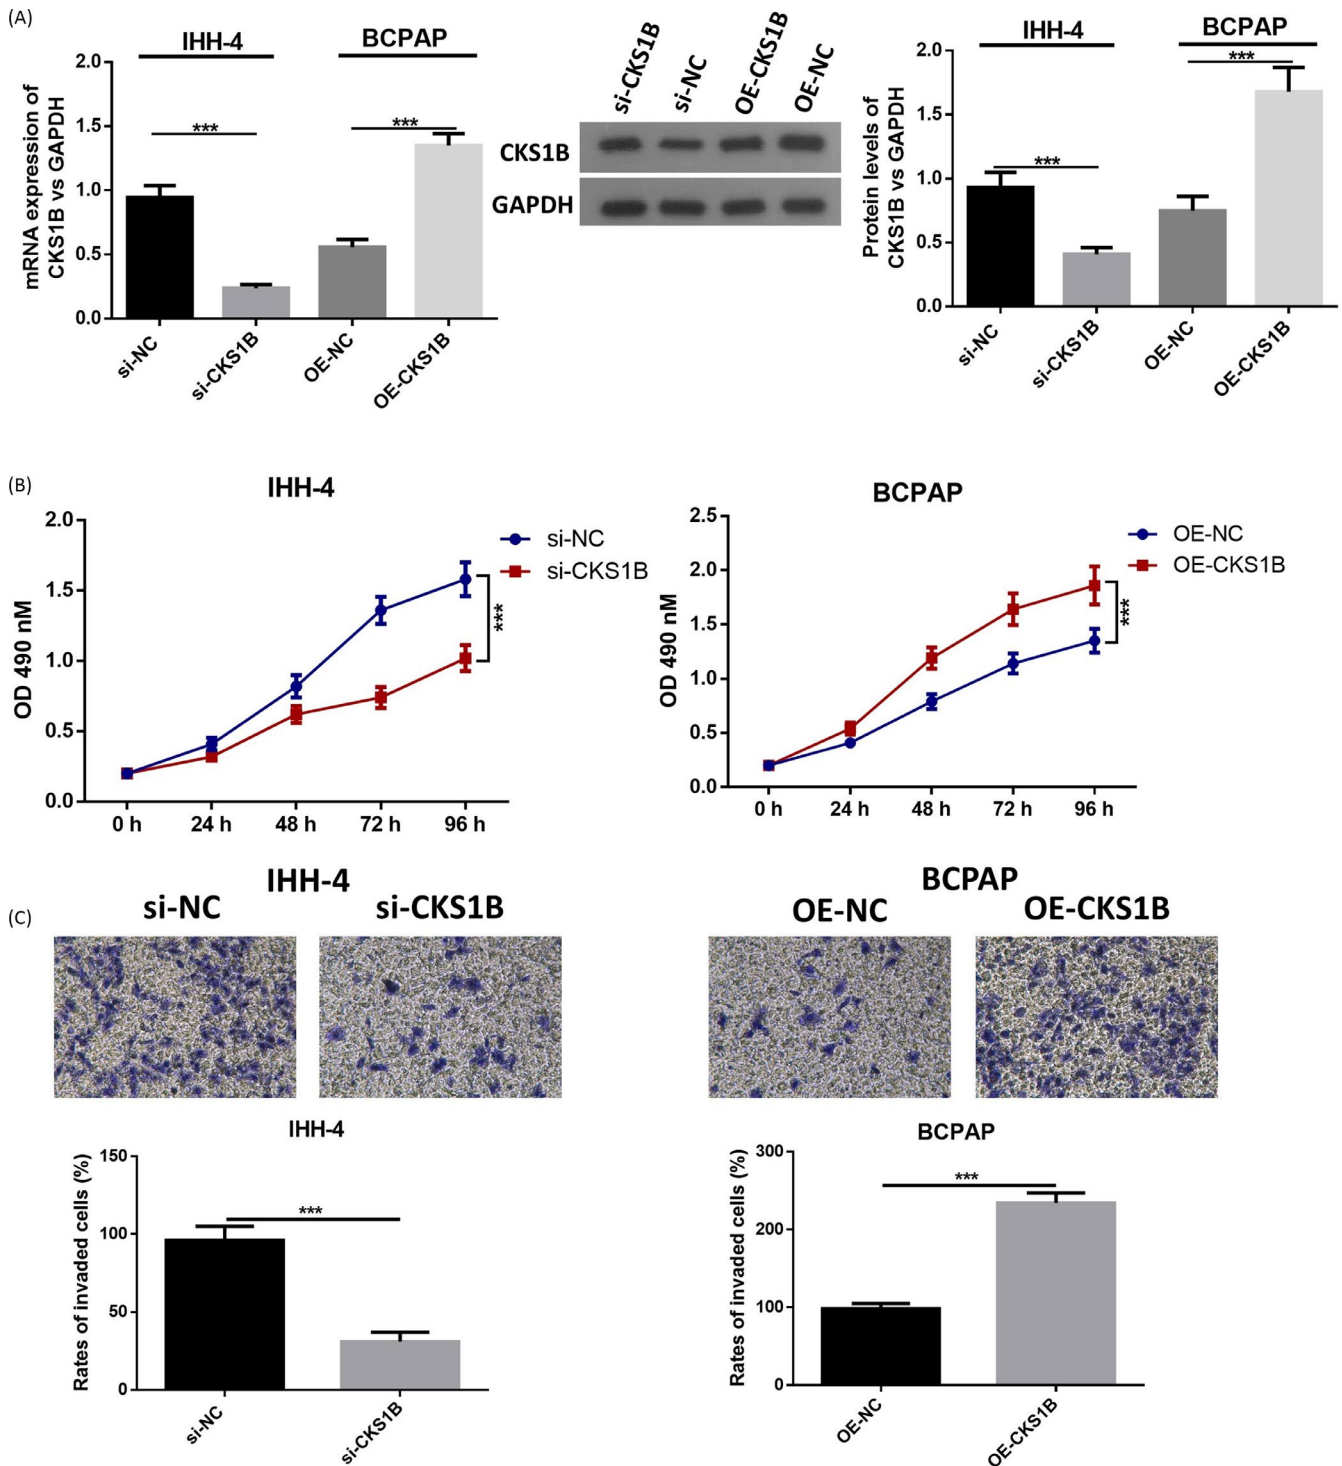 (A)
IHH-4
BCPAP
mRNA expression of
CKS1B vs GAPDH
2.0
1.5
1.0
0.5
0.0
***
***
si-NC
si-CKS1B
OE-NC
OE-CKS1B
si-CKS1B
si-NC
OE-CKS1B
OE-NC
CKS1B
GAPDH
IHH-4
BCPAP
Protein levels of
CKS1B vs GAPDH
2.0
1.5
1.0
0.5
0.0
***
***
si-NC
si-CKS1B
OE-NC
OE-CKS1B
(B)
IHH-4
OD 490 nM
2.0
1.5
1.0
0.5
0.0
0 h
24 h
48 h
72 h
96 h
si-NC
si-CKS1B
***
BCPAP
OD 490 nM
2.5
2.0
1.5
1.0
0.5
0.0
0 h
24 h
48 h
72 h
96 h
OE-NC
OE-CKS1B
***
(C)
IHH-4
si-NC
si-CKS1B
BCPAP
OE-NC
OE-CKS1B
IHH-4
Rates of invaded cells (%)
150
100
50
0
***
si-NC
si-CKS1B
BCPAP
Rates of invaded cells (%)
300
200
100
0
***
OE-NC
OE-CKS1B